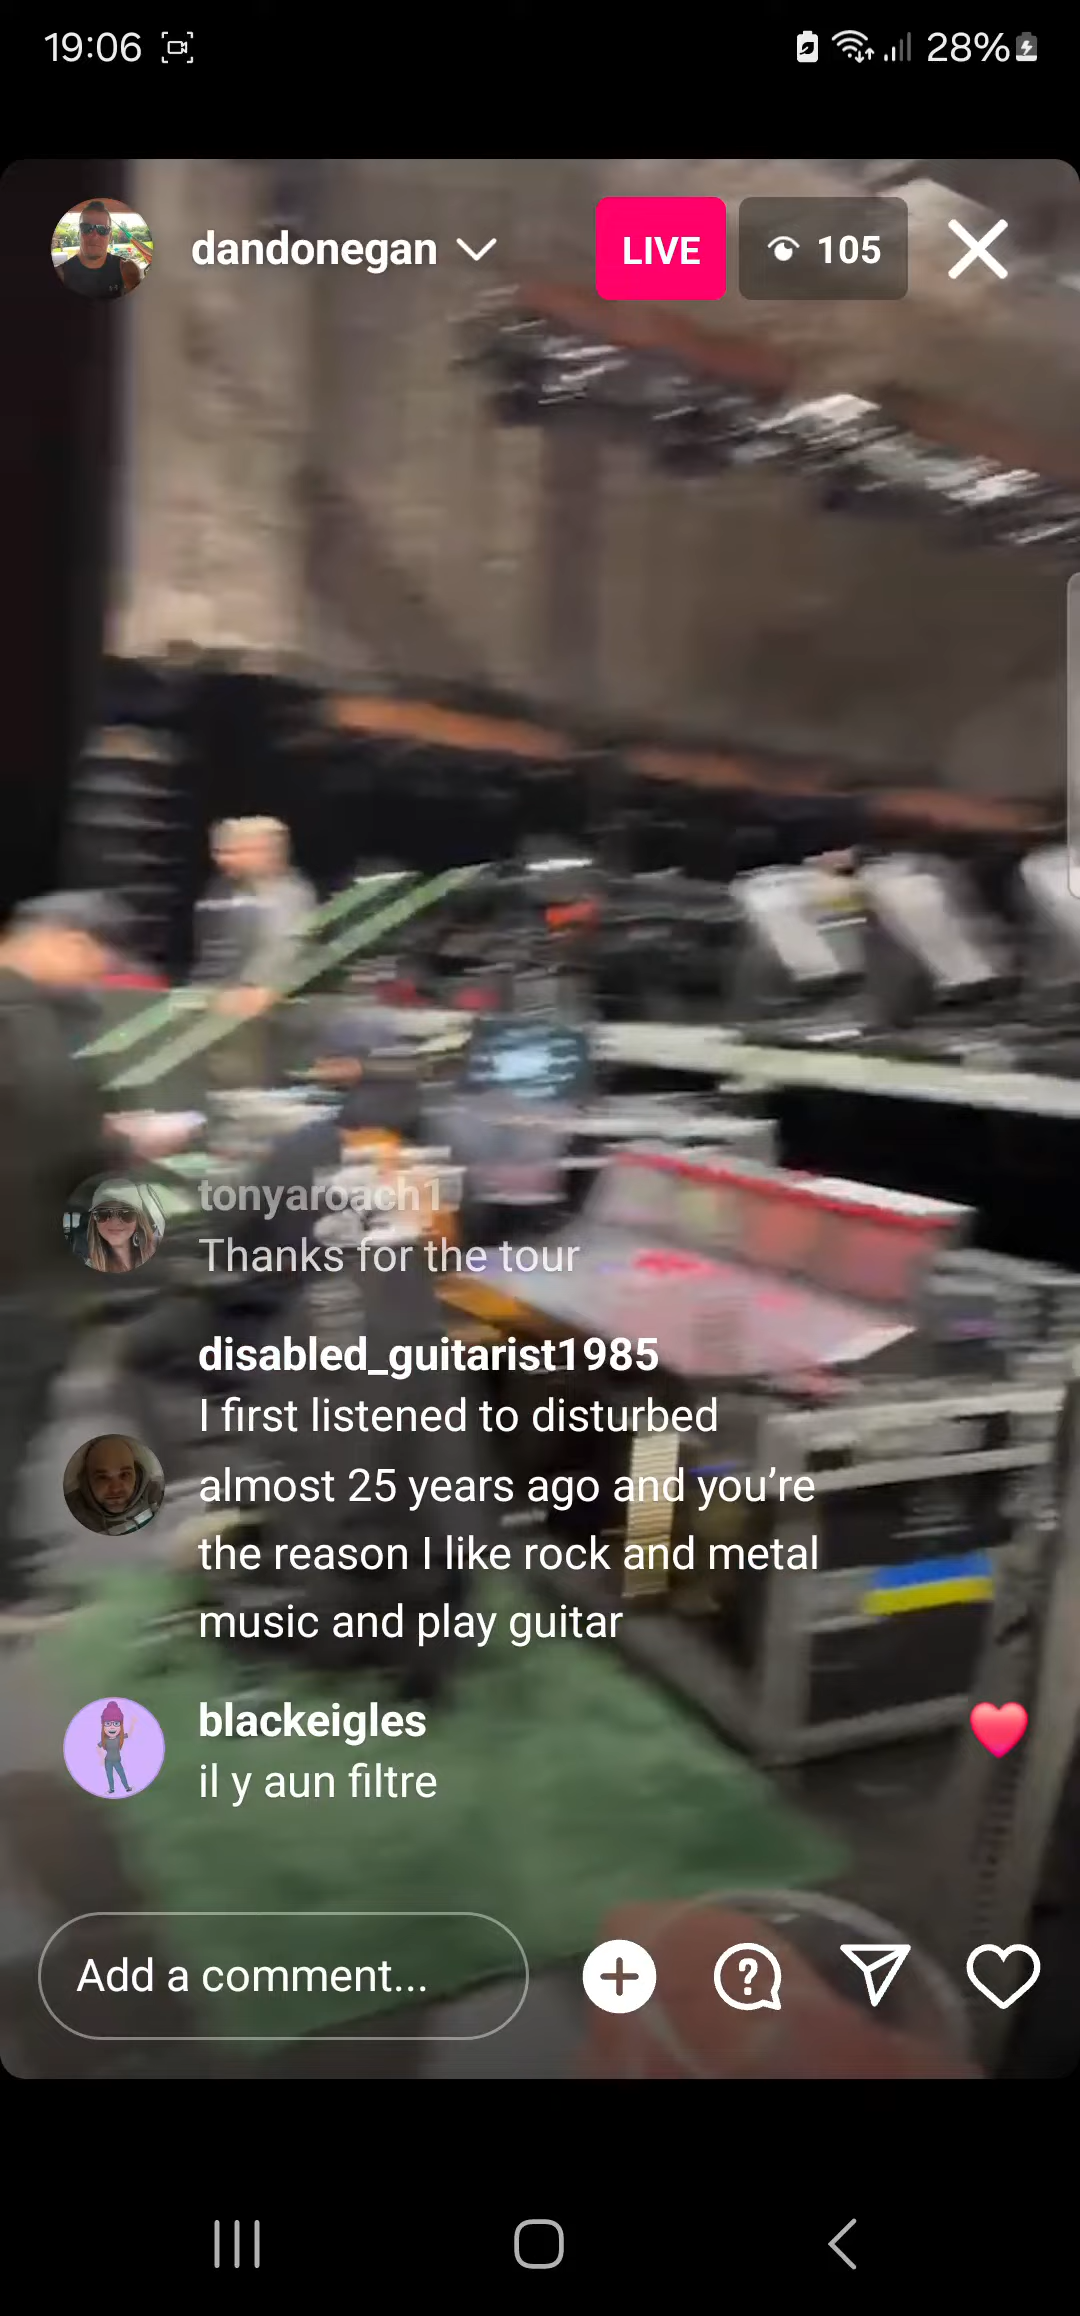 19:06
28%
dandonegan
LIVE
105
tonyaroach1
Thanks for the tour
disabled_guitarist1985
I first listened to disturbed
almost 25 years ago and you’re
the reason I like rock and metal
music and play guitar
blackeigles
il y aun filtre
Add a comment...